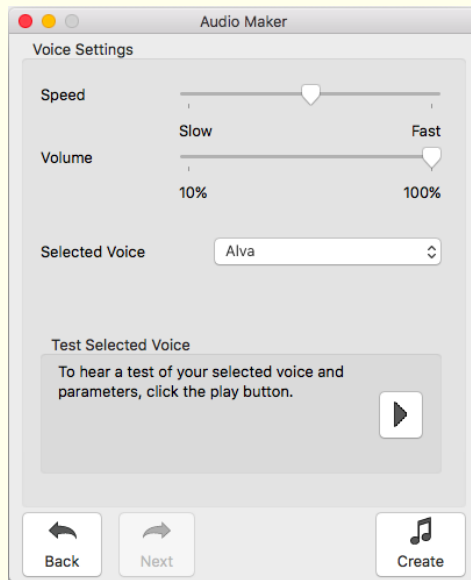 Audio Maker
Voice Settings
Speed
Slow Fast
Volume
10% 100%
Selected Voice Alva
Test Selected Voice
To hear a test of your selected voice and
parameters, click the play button.
Back Next Create